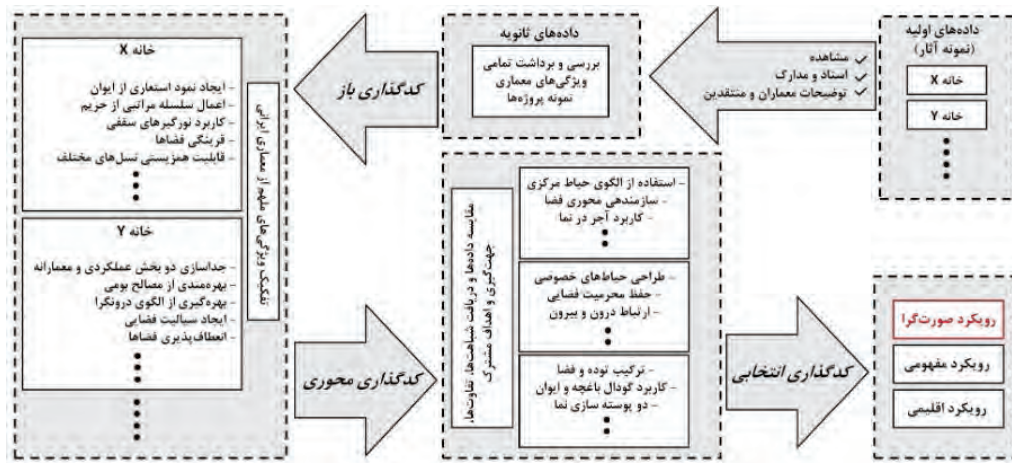 داده‌های اولیه
(نمونه آثار)
خانه X
خانه Y
مشاهده
اسناد و مدارک
توضیحات معماران و منتقدین
داده‌های ثانویه
بررسی و برداشت تمامی
ویژگی‌های معماری
نمونه پروژه‌ها
کدگذاری باز
تفکیک ویژگی‌های ملهم از معماری ایرانی
خانه X
- ایجاد نمود استعاری از ایوان
- اعمال سلسله مراتبی از حریم
- کاربرد نورگیرهای سقفی
- قرینگی فضاها
- قابلیت همزیستی نسل‌های مختلف
خانه Y
- جداسازی دو بخش عملکردی و معمارانه
- بهره‌مندی از مصالح بومی
- بهره‌گیری از الگوی درونگرا
- ایجاد سیالیت فضایی
- انعطاف‌پذیری فضاها
کدگذاری محوری
مقایسه داده‌ها و دریافت شباهت‌ها، تفاوت‌ها،
جهت‌گیری و اهداف مشترک
- استفاده از الگوی حیاط مرکزی
- سازمندهی محوری فضا
- کاربرد آجر در نما
- طراحی حیاط‌های خصوصی
- حفظ محرمیت فضایی
- ارتباط درون و بیرون
- ترکیب توده و فضا
- کاربرد گودال باغچه و ایوان
- دو پوسته سازی نما
کدگذاری انتخابی
رویکرد صورت‌گرا
رویکرد مفهومی
رویکرد اقلیمی